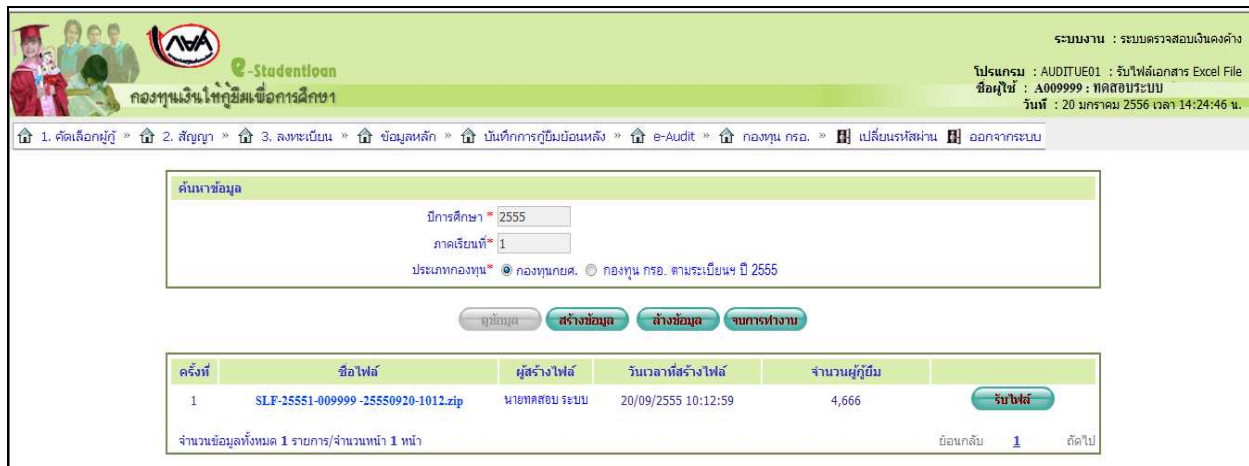 กยศ
e-Studentloan
กองทุนเงินให้กู้ยืมเพื่อการศึกษา
ระบบงาน : ระบบตรวจสอบเงินคงค้าง
โปรแกรม : AUDITUE01 : รับไฟล์เอกสาร Excel File
ชื่อผู้ใช้ : A009999 : ทดสอบระบบ
วันที่ : 20 มกราคม 2556 เวลา 14:24:46 น.
1. คัดเลือกผู้กู้ » 2. สัญญา » 3. ลงทะเบียน » ข้อมูลหลัก » บันทึกการกู้ยืมย้อนหลัง » e-Audit » กองทุน กรอ. » เปลี่ยนรหัสผ่าน ออกจากระบบ
ค้นหาข้อมูล
ปีการศึกษา * 2555
ภาคเรียนที่* 1
ประเภทกองทุน* กองทุนกยศ. กองทุน กรอ. ตามระเบียบฯ ปี 2555
ดูข้อมูล สร้างข้อมูล ล้างข้อมูล จบการทำงาน
ครั้งที่ ชื่อไฟล์ ผู้สร้างไฟล์ วันเวลาที่สร้างไฟล์ จำนวนผู้กู้ยืม
1 SLF-25551-009999 -25550920-1012.zip นายทดสอบ ระบบ 20/09/2555 10:12:59 4,666 รับไฟล์
จำนวนข้อมูลทั้งหมด 1 รายการ/จำนวนหน้า 1 หน้า ย้อนกลับ 1 ถัดไป